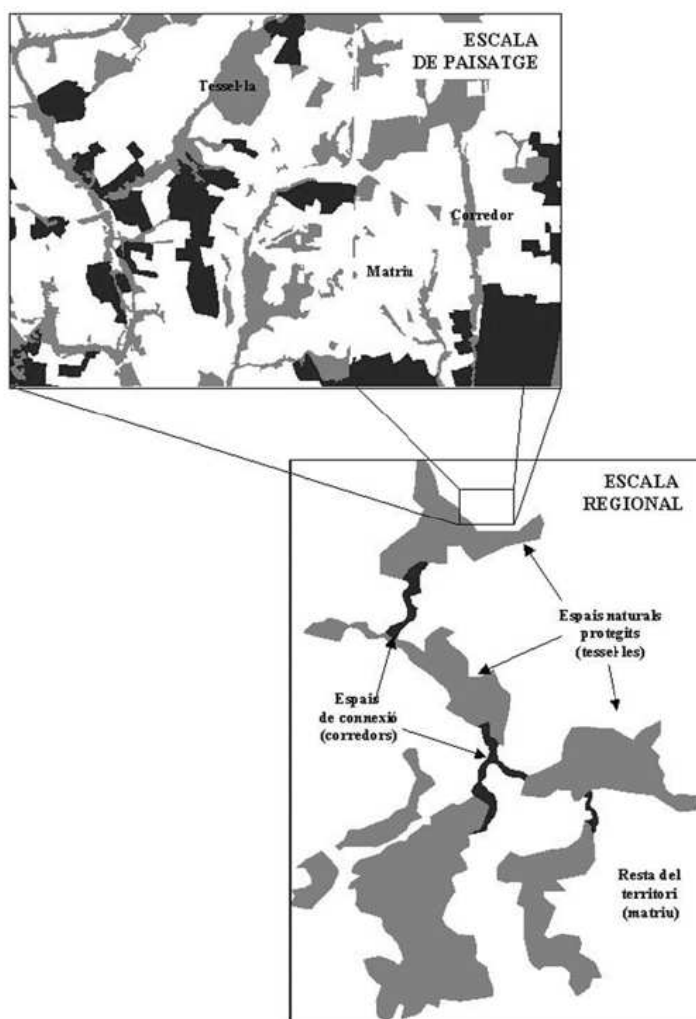 ESCALA
DE PAISATGE
Tessel·la
Corredor
Matriu
ESCALA
REGIONAL
Espais naturals
protegits
(tessel·les)
Espais
de connexió
(corredors)
Resta del
territori
(matriu)